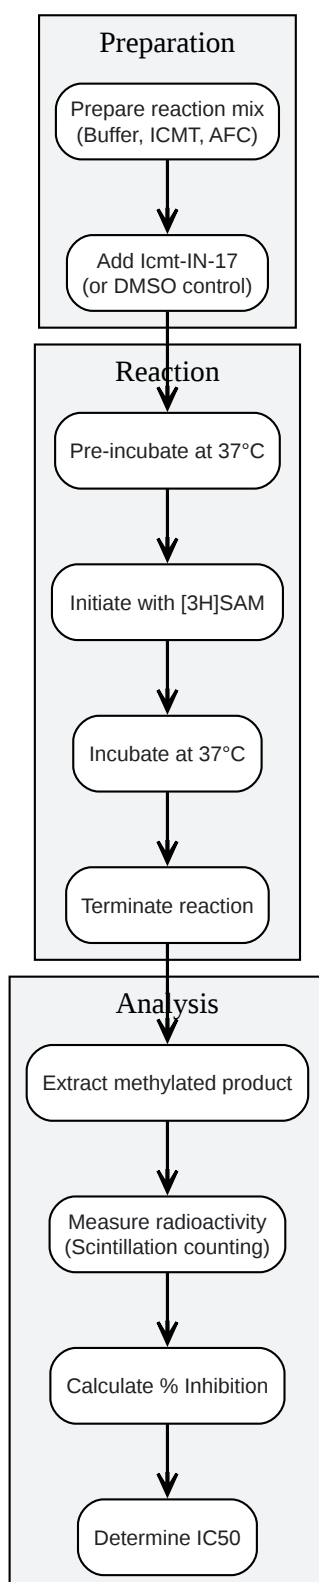 Preparation
Prepare reaction mix
(Buffer, ICMT, AFC)
Add Icmt-IN-17
(or DMSO control)
Reaction
Pre-incubate at 37°C
Initiate with [3H]SAM
Incubate at 37°C
Terminate reaction
Analysis
Extract methylated product
Measure radioactivity
(Scintillation counting)
Calculate % Inhibition
Determine IC50